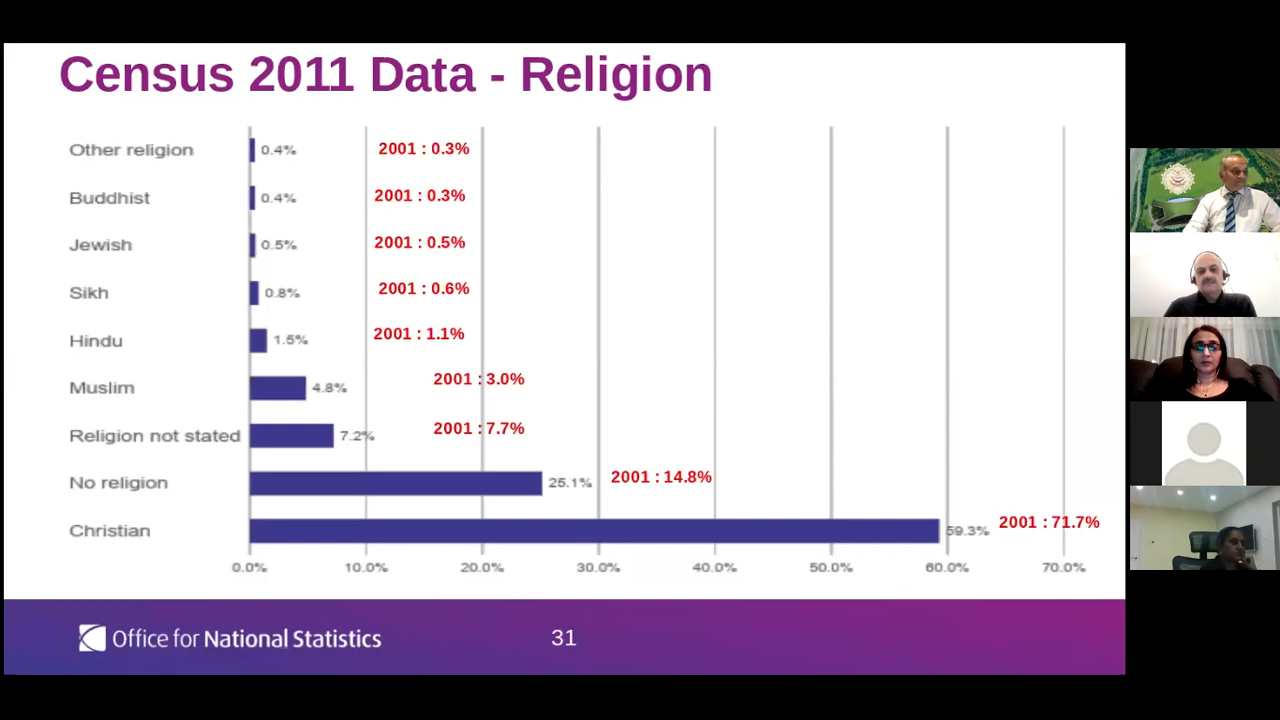 Census 2011 Data - Religion
Other religion 0.4% 2001 : 0.3%
Buddhist 0.4% 2001 : 0.3%
Jewish 0.5% 2001 : 0.5%
Sikh 0.8% 2001 : 0.6%
Hindu 1.5% 2001 : 1.1%
Muslim 4.8% 2001 : 3.0%
Religion not stated 7.2% 2001 : 7.7%
No religion 25.1% 2001 : 14.8%
Christian 59.3% 2001 : 71.7%
0.0% 10.0% 20.0% 30.0% 40.0% 50.0% 60.0% 70.0%
Office for National Statistics 31